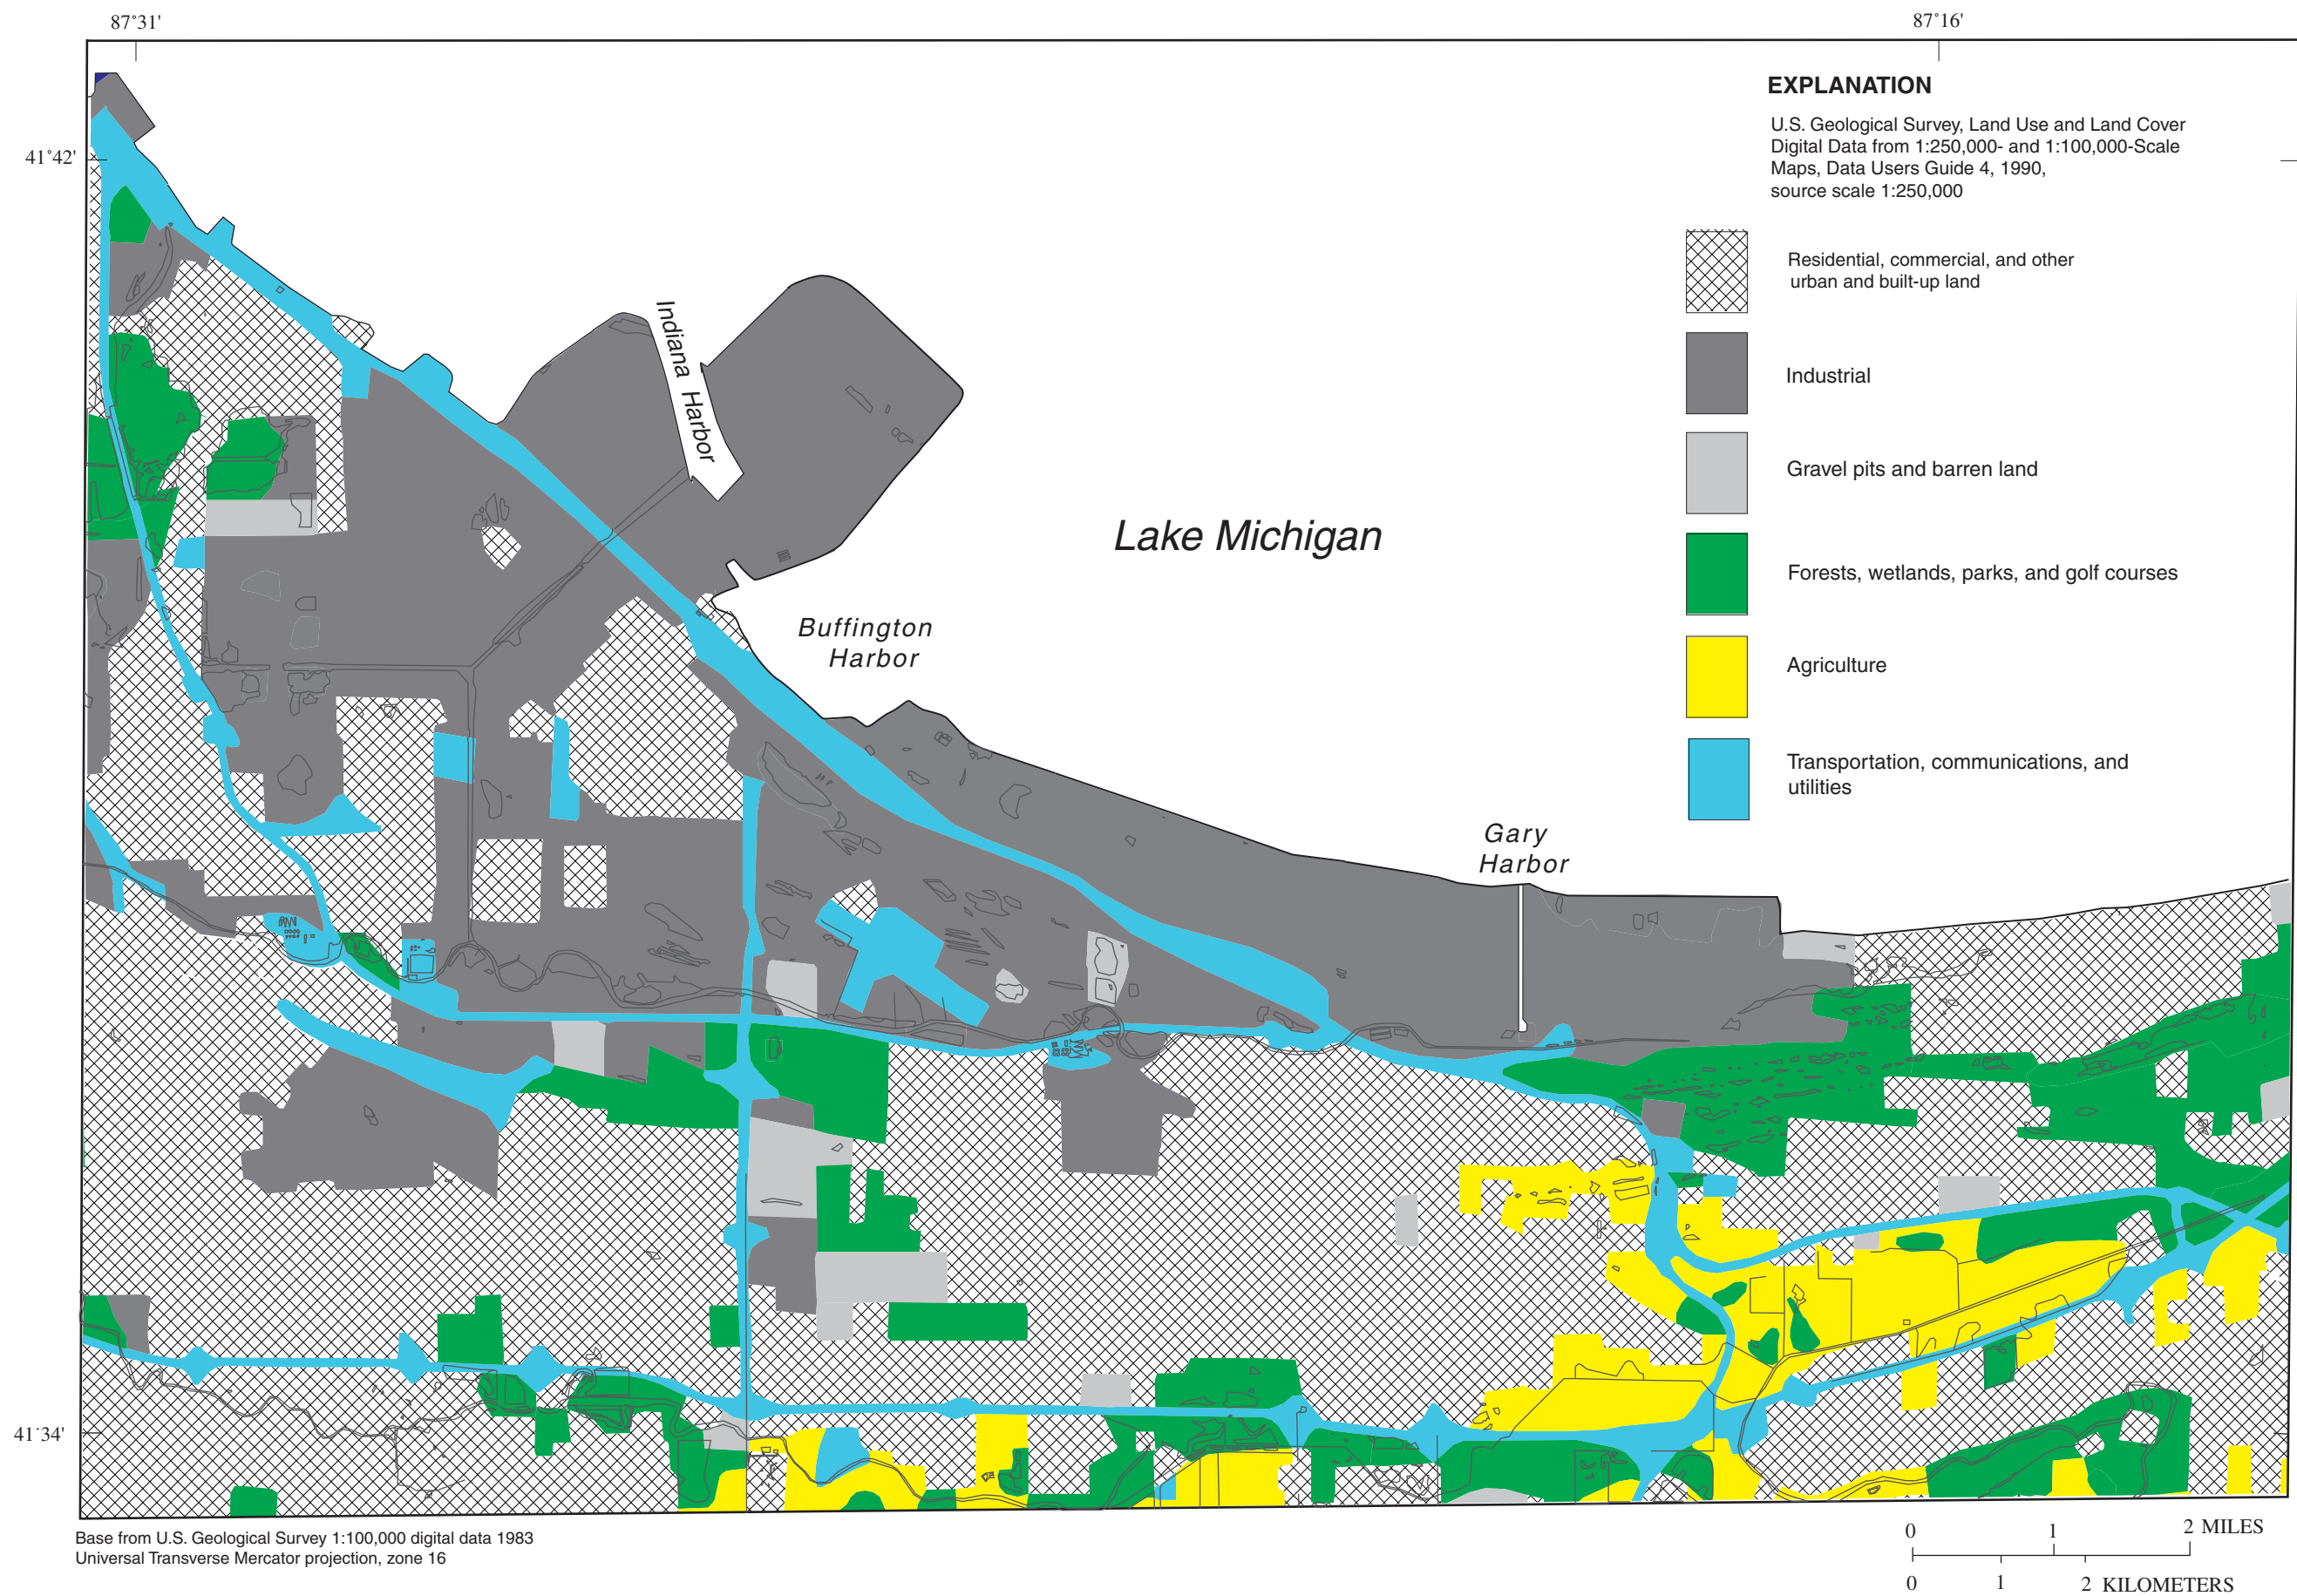 87°31'
87°16'
41°42'
EXPLANATION
U.S. Geological Survey, Land Use and Land Cover
Digital Data from 1:250,000- and 1:100,000-Scale
Maps, Data Users Guide 4, 1990,
source scale 1:250,000
Residential, commercial, and other
urban and built-up land
Industrial
Gravel pits and barren land
Forests, wetlands, parks, and golf courses
Agriculture
Transportation, communications, and
utilities
Indiana Harbor
Lake Michigan
Buffington
Harbor
Gary
Harbor
41°34'
Base from U.S. Geological Survey 1:100,000 digital data 1983
Universal Transverse Mercator projection, zone 16
0 1 2 MILES
0 1 2 KILOMETERS